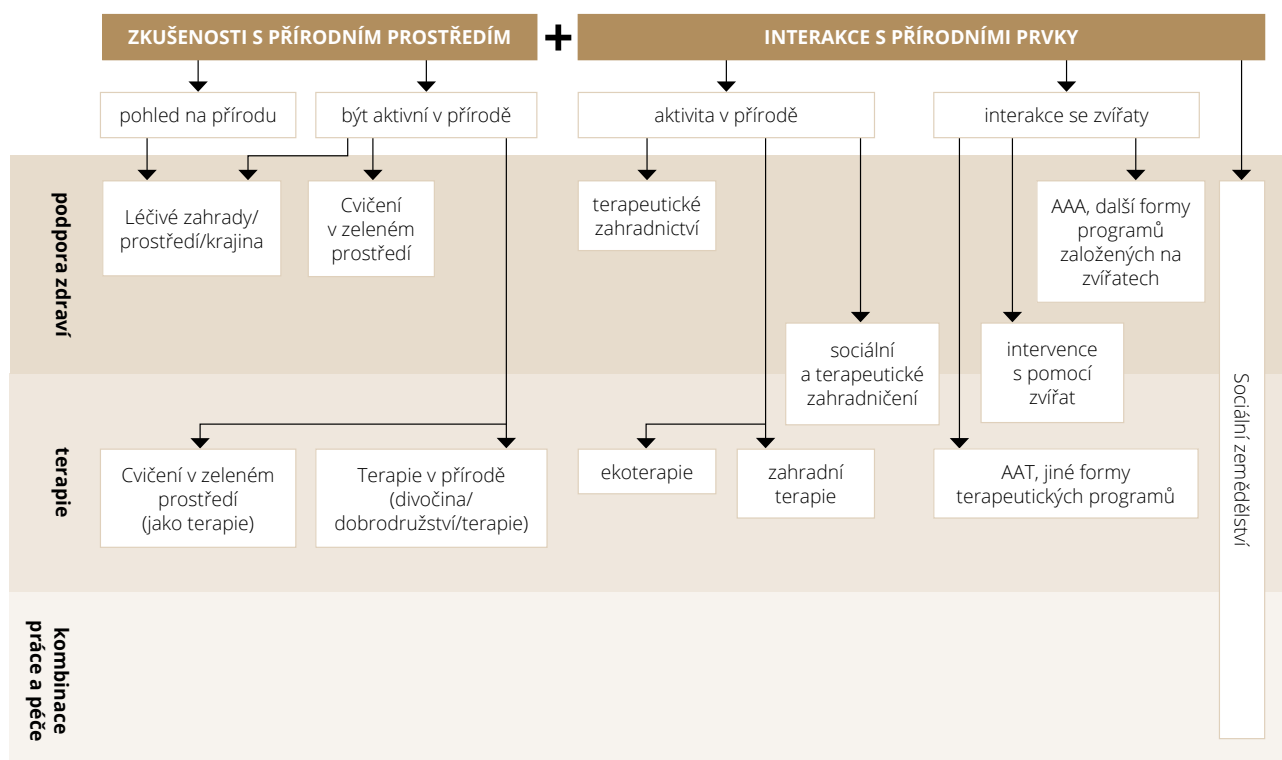 ZKUŠENOSTI S PŘÍRODNÍM PROSTŘEDÍM
+
INTERAKCE S PŘÍRODNÍMI PRVKY
pohled na přírodu
být aktivní v přírodě
aktivita v přírodě
interakce se zvířaty
podpora zdraví
Léčivé zahrady/
prostředí/krajina
Cvičení
v zeleném
prostředí
terapeutické
zahradnictví
AAA, další formy
programů
založených na
zvířatech
sociální
a terapeutické
zahradničení
intervence
s pomocí
zvířat
Sociální zemědělství
terapie
Cvičení v zeleném
prostředí
(jako terapie)
Terapie v přírodě
(divočina/
dobrodružství/terapie)
ekoterapie
zahradní
terapie
AAT, jiné formy
terapeutických programů
kombinace
práce a péče